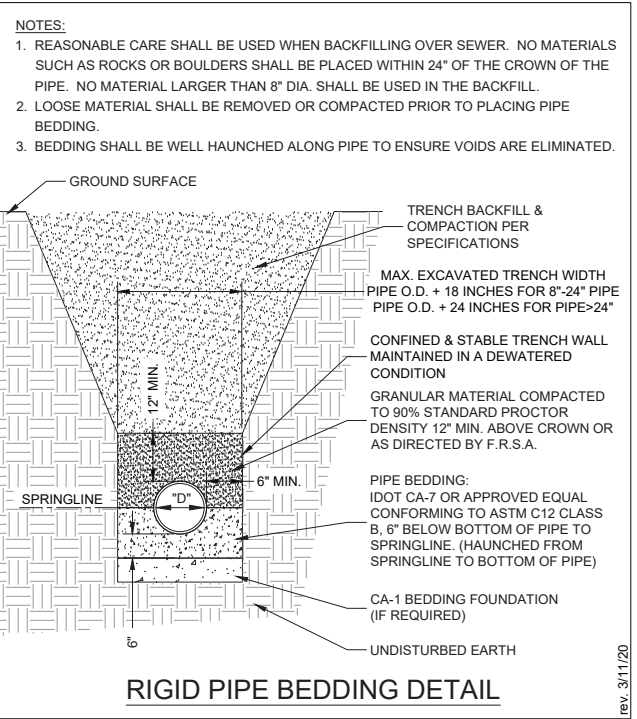 NOTES:
1. REASONABLE CARE SHALL BE USED WHEN BACKFILLING OVER SEWER. NO MATERIALS
SUCH AS ROCKS OR BOULDERS SHALL BE PLACED WITHIN 24" OF THE CROWN OF THE
PIPE. NO MATERIAL LARGER THAN 8" DIA. SHALL BE USED IN THE BACKFILL.
2. LOOSE MATERIAL SHALL BE REMOVED OR COMPACTED PRIOR TO PLACING PIPE
BEDDING.
3. BEDDING SHALL BE WELL HAUNCHED ALONG PIPE TO ENSURE VOIDS ARE ELIMINATED.
GROUND SURFACE
TRENCH BACKFILL &
COMPACTION PER
SPECIFICATIONS
MAX. EXCAVATED TRENCH WIDTH
PIPE O.D. + 18 INCHES FOR 8"-24" PIPE
PIPE O.D. + 24 INCHES FOR PIPE>24"
CONFINED & STABLE TRENCH WALL
MAINTAINED IN A DEWATERED
CONDITION
12" MIN.
GRANULAR MATERIAL COMPACTED
TO 90% STANDARD PROCTOR
DENSITY 12" MIN. ABOVE CROWN OR
AS DIRECTED BY F.R.S.A.
6" MIN.
SPRINGLINE
"D"
PIPE BEDDING:
IDOT CA-7 OR APPROVED EQUAL
CONFORMING TO ASTM C12 CLASS
B, 6" BELOW BOTTOM OF PIPE TO
SPRINGLINE. (HAUNCHED FROM
SPRINGLINE TO BOTTOM OF PIPE)
CA-1 BEDDING FOUNDATION
(IF REQUIRED)
6"
UNDISTURBED EARTH
RIGID PIPE BEDDING DETAIL
rev. 3/11/20